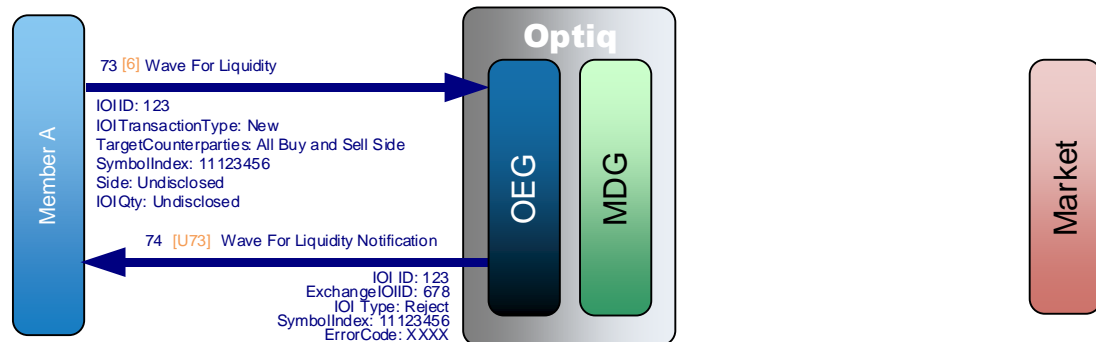 Optiq
73 [6] Wave For Liquidity
IOIID: 123
IOITransactionType: New
TargetCounterparties: All Buy and Sell Side
SymbolIndex: 11123456
Side: Undisclosed
IOIQty: Undisclosed
Member A
OEG
MDG
Market
74 [U73] Wave For Liquidity Notification
IOI ID: 123
ExchangeIOIID: 678
IOI Type: Reject
SymbolIndex: 11123456
ErrorCode: XXXX